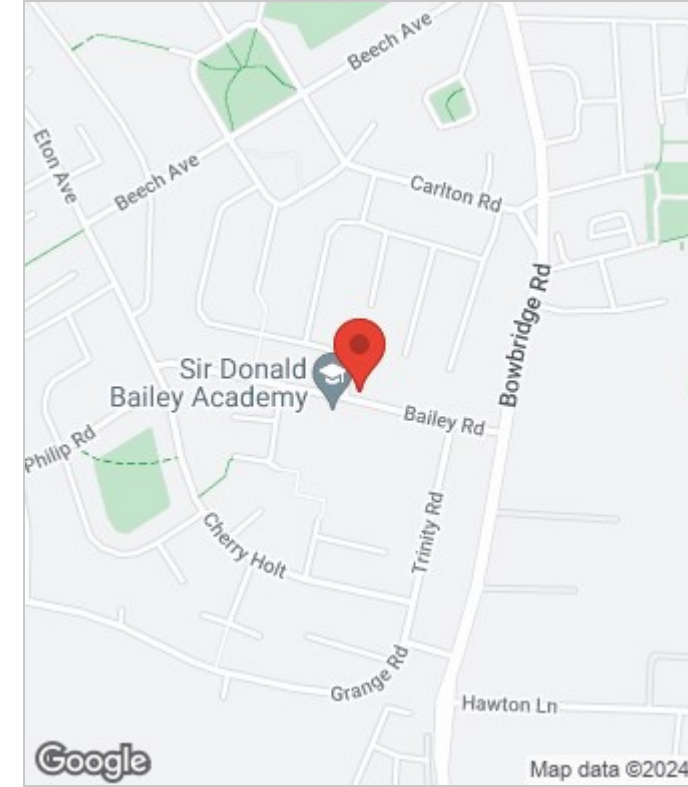 Beech Ave
Eton Ave
Beech Ave
Carlton Rd
Bowbridge Rd
Sir Donald
Bailey Academy
Bailey Rd
Philip Rd
Trinity Rd
Cherry Holt
Grange Rd
Hawton Ln
Google
Map data ©2024